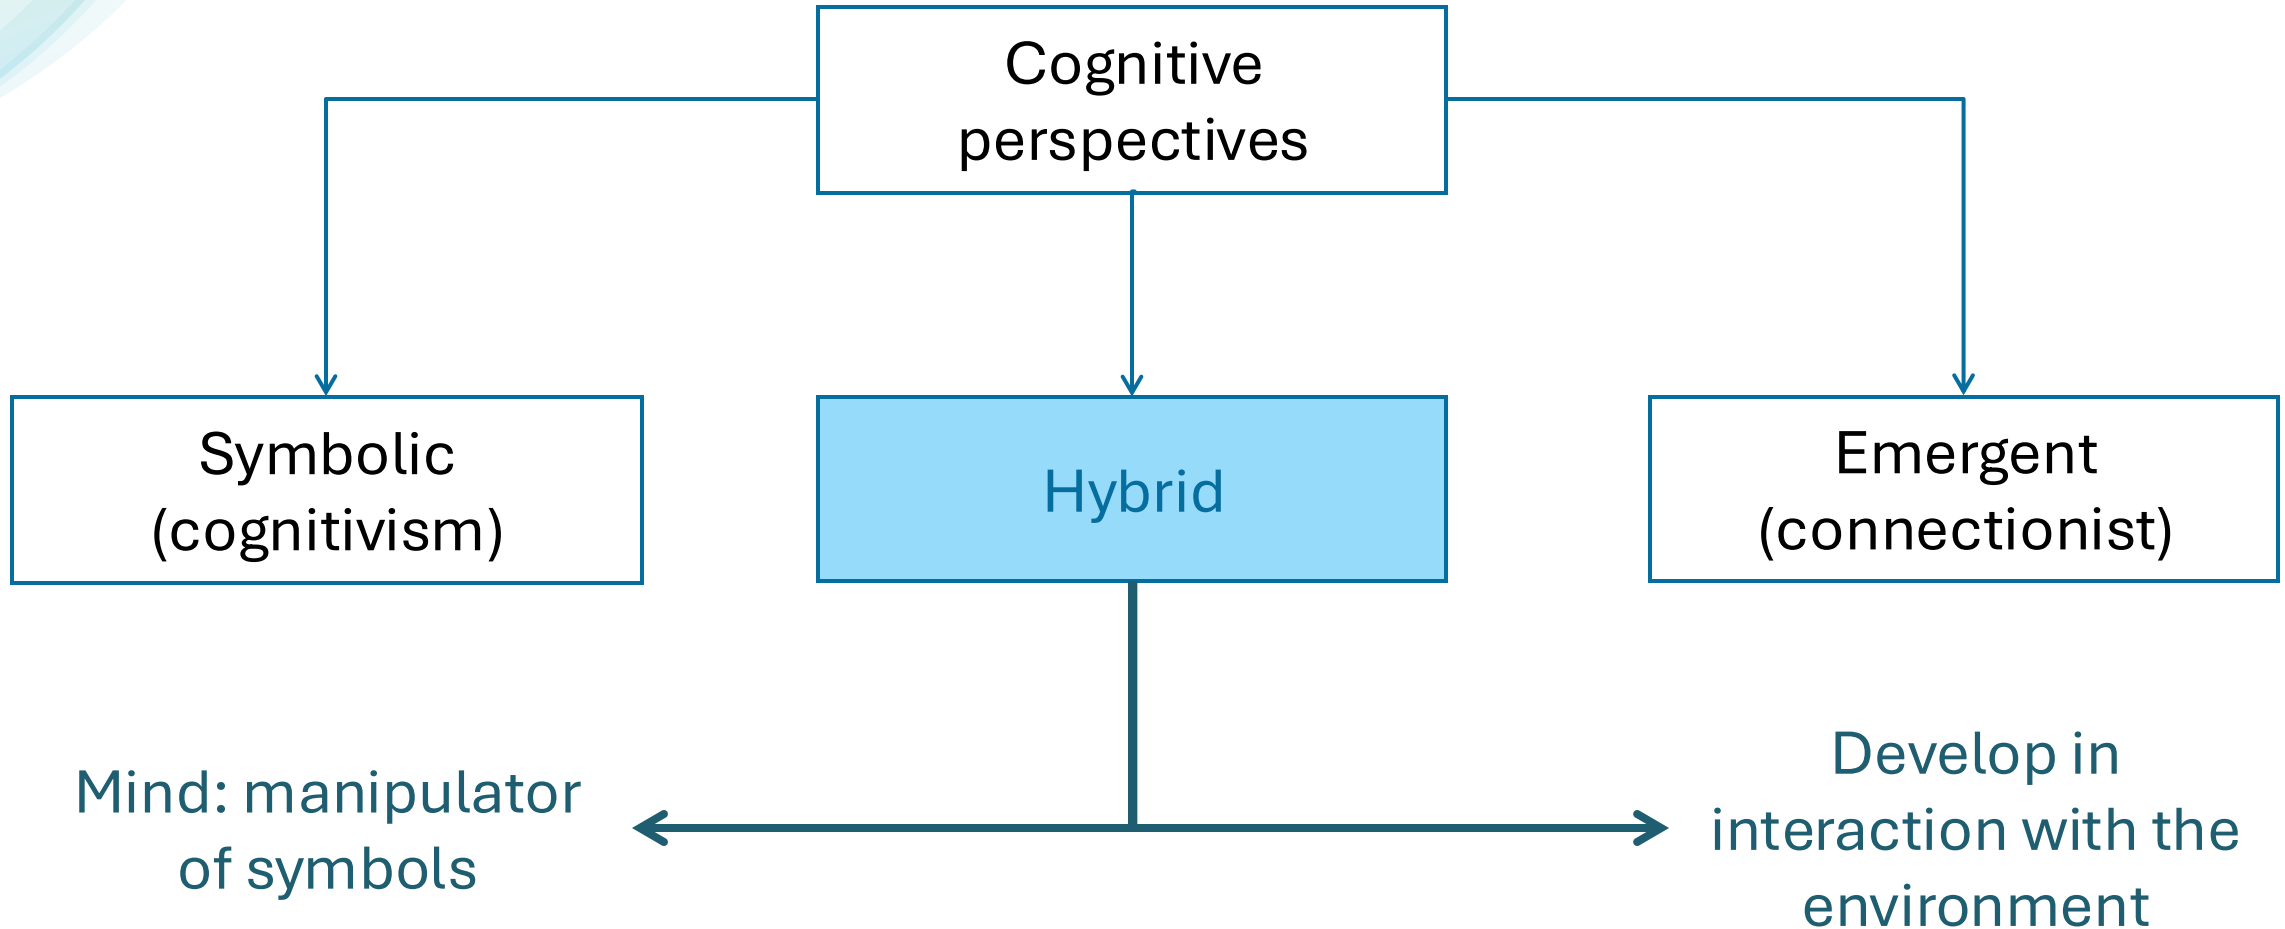 Cognitive
perspectives
Symbolic
(cognitivism)
Hybrid
Emergent
(connectionist)
Mind: manipulator
of symbols
Develop in
interaction with the
environment